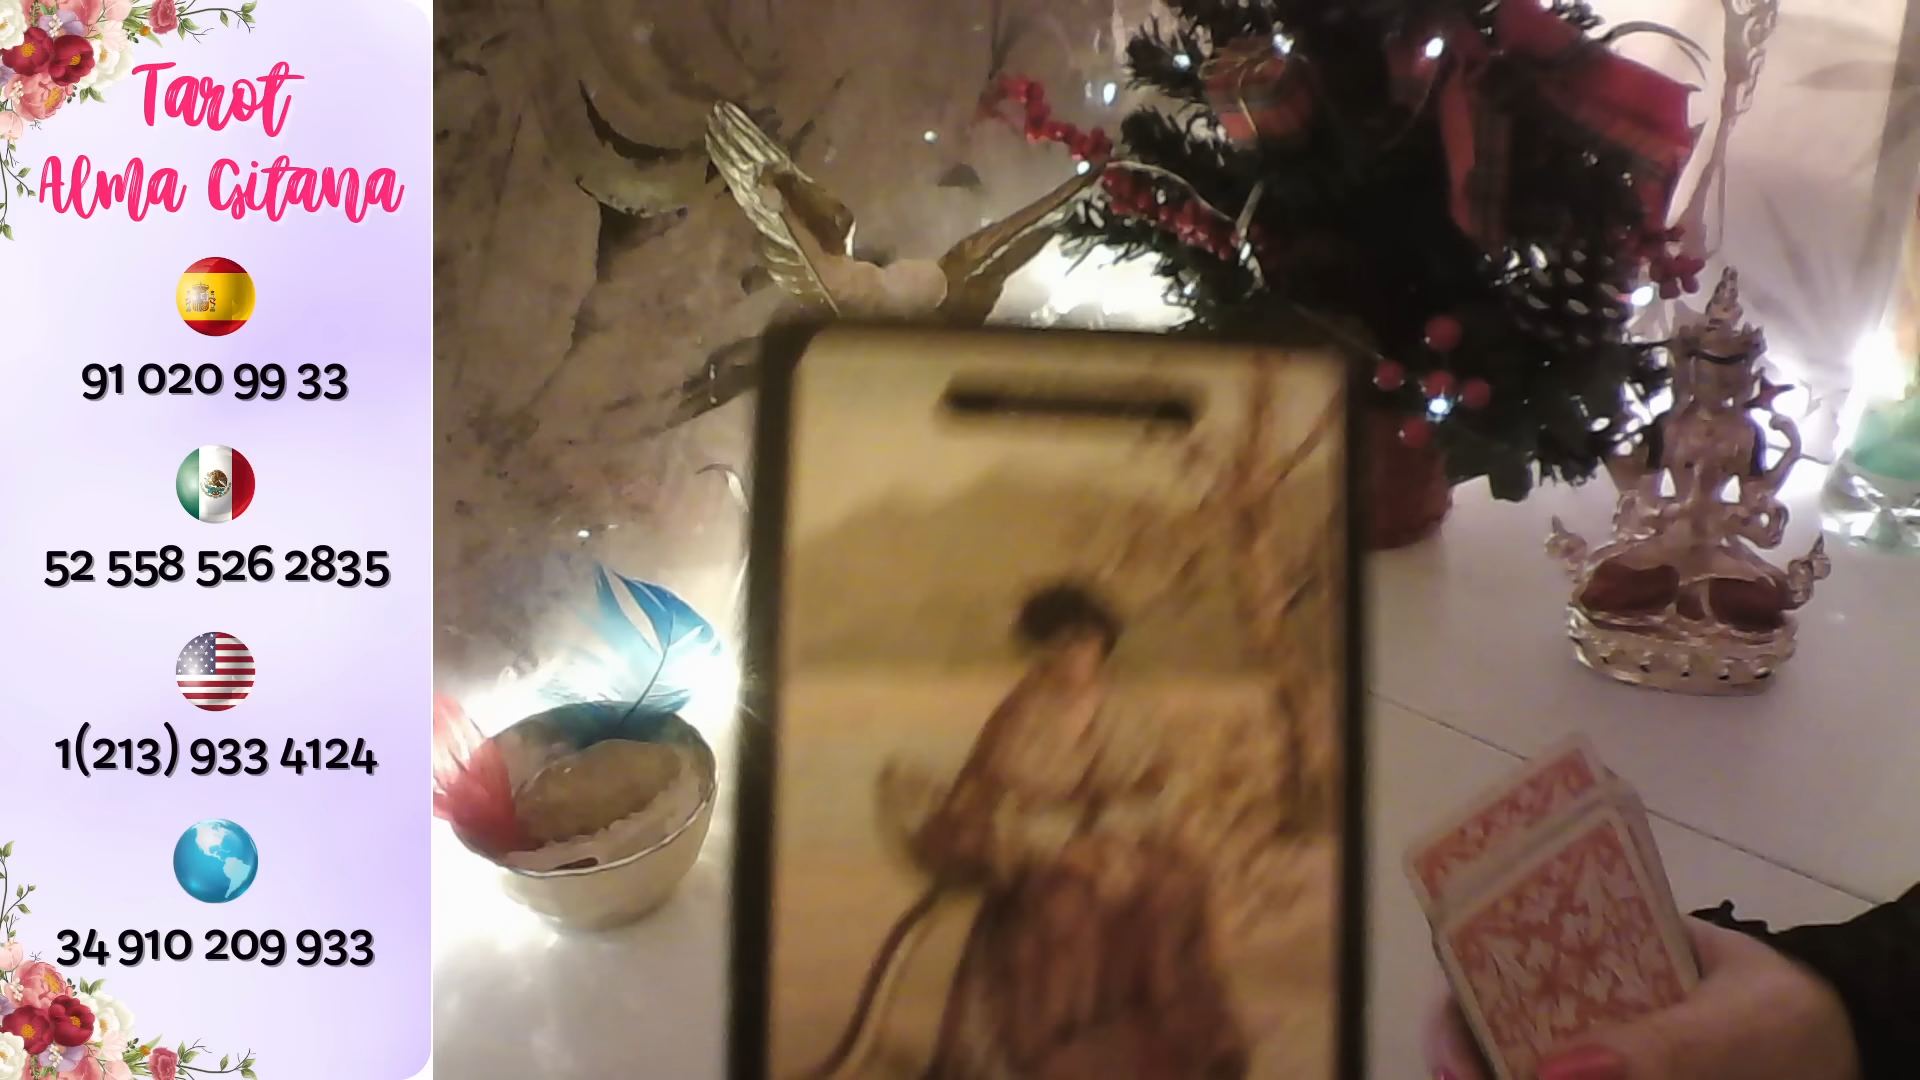 Tarot
Alma Gitana
91 020 99 33
52 558 526 2835
1(213) 933 4124
34 910 209 933